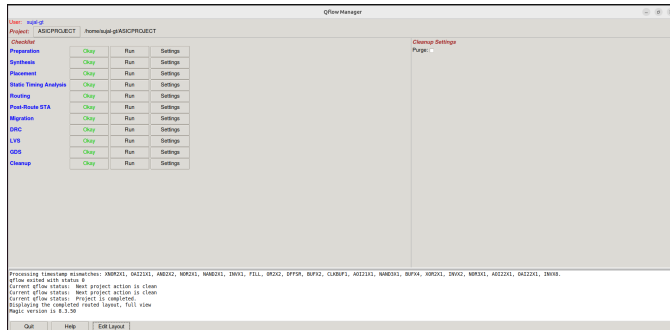 Qflow Manager
User: sujal-gt
Project: ASICPROJECT /home/sujal-gt/ASICPROJECT
Checklist Cleanup Settings
Preparation Okay Run Settings Purge:
Synthesis Okay Run Settings
Placement Okay Run Settings
Static Timing Analysis Okay Run Settings
Routing Okay Run Settings
Post-Route STA Okay Run Settings
Migration Okay Run Settings
DRC Okay Run Settings
LVS Okay Run Settings
GDS Okay Run Settings
Cleanup Okay Run Settings
Processing timestamp mismatches: XNOR2X1, OAI21X1, AND2X2, NOR2X1, NAND2X1, INVX1, FILL, OR2X2, DFFSR, BUFX2, CLKBUF1, AOI21X1, NAND3X1, BUFX4, XOR2X1, INVX2, NOR3X1, AOI22X1, OAI22X1, INVX8.
qflow exited with status 0
Current qflow status: Next project action is clean
Current qflow status: Next project action is clean
Current qflow status: Project is completed.
Displaying the completed routed layout, full view
Magic version is 8.3.50
Quit Help Edit Layout